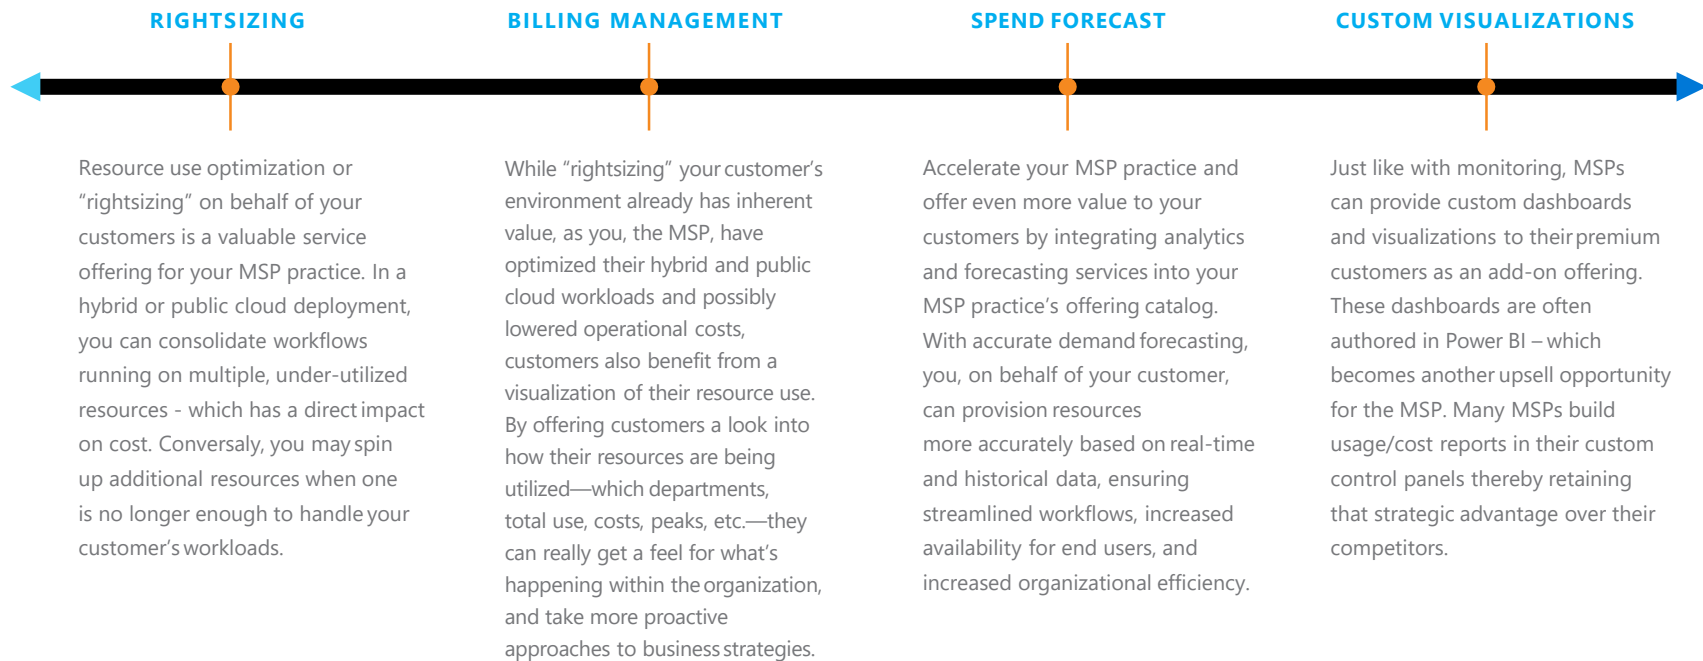 RIGHTSIZING
Resource use optimization or
“rightsizing” on behalf of your
customers is a valuable service
offering for your MSP practice. In a
hybrid or public cloud deployment,
you can consolidate workflows
running on multiple, under-utilized
resources - which has a direct impact
on cost. Conversaly, you may spin
up additional resources when one
is no longer enough to handle your
customer’s workloads.
BILLING MANAGEMENT
While “rightsizing” your customer’s
environment already has inherent
value, as you, the MSP, have
optimized their hybrid and public
cloud workloads and possibly
lowered operational costs,
customers also benefit from a
visualization of their resource use.
By offering customers a look into
how their resources are being
utilized—which departments,
total use, costs, peaks, etc.—they
can really get a feel for what’s
happening within the organization,
and take more proactive
approaches to business strategies.
SPEND FORECAST
Accelerate your MSP practice and
offer even more value to your
customers by integrating analytics
and forecasting services into your
MSP practice’s offering catalog.
With accurate demand forecasting,
you, on behalf of your customer,
can provision resources
more accurately based on real-time
and historical data, ensuring
streamlined workflows, increased
availability for end users, and
increased organizational efficiency.
CUSTOM VISUALIZATIONS
Just like with monitoring, MSPs
can provide custom dashboards
and visualizations to their premium
customers as an add-on offering.
These dashboards are often
authored in Power BI – which
becomes another upsell opportunity
for the MSP. Many MSPs build
usage/cost reports in their custom
control panels thereby retaining
that strategic advantage over their
competitors.